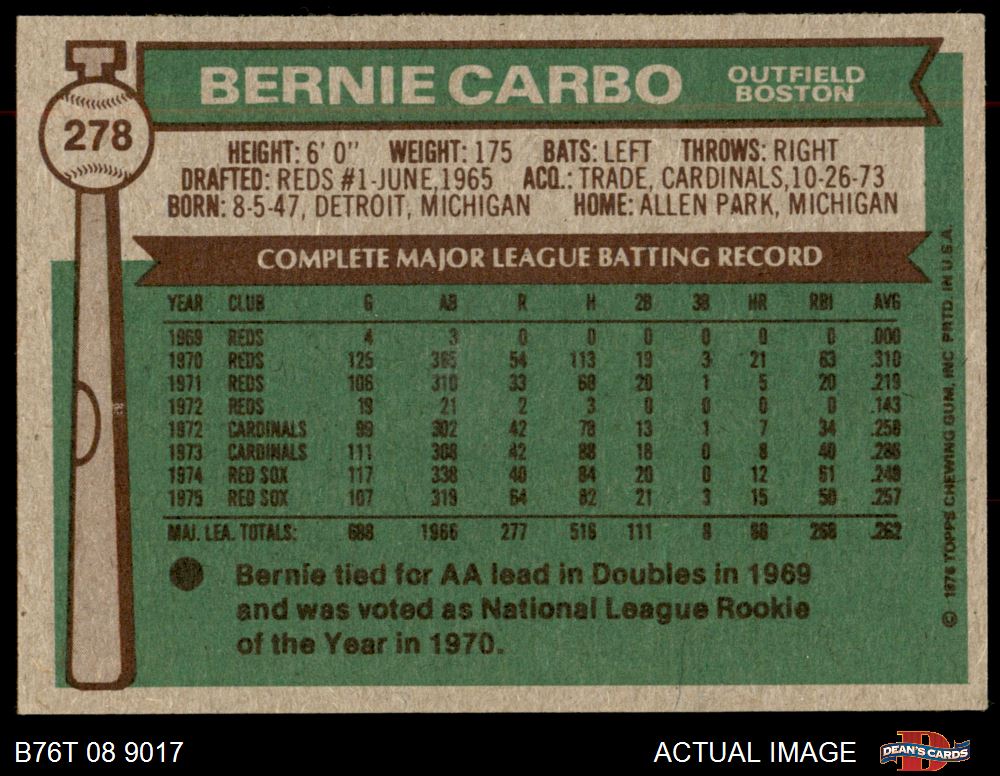 BERNIE CARBO OUTFIELD
BOSTON
278
HEIGHT: 6' 0" WEIGHT: 175 BATS: LEFT THROWS: RIGHT
DRAFTED: REDS #1-JUNE, 1965 ACQ.: TRADE, CARDINALS, 10-26-73
BORN: 8-5-47, DETROIT, MICHIGAN HOME: ALLEN PARK, MICHIGAN
COMPLETE MAJOR LEAGUE BATTING RECORD
YEAR CLUB G AB R H 2B 3B HR RBI AVG
1969 REDS 4 3 0 0 0 0 0 0 .000
1970 REDS 125 365 54 113 19 3 21 63 .310
1971 REDS 106 310 33 68 20 1 5 20 .219
1972 REDS 19 21 2 3 0 0 0 0 .143
1972 CARDINALS 99 302 42 78 13 1 7 34 .258
1973 CARDINALS 111 308 42 88 18 0 8 40 .286
1974 RED SOX 117 338 40 84 20 0 12 61 .249
1975 RED SOX 107 319 64 82 21 3 15 50 .257
MAJ. LEA. TOTALS: 688 1966 277 516 111 8 68 268 .262
Bernie tied for AA lead in Doubles in 1969
and was voted as National League Rookie
of the Year in 1970.
© 1976 TOPPS CHEWING GUM, INC PRTD. IN U.S.A.
B76T 08 9017 ACTUAL IMAGE DEAN'S CARDS